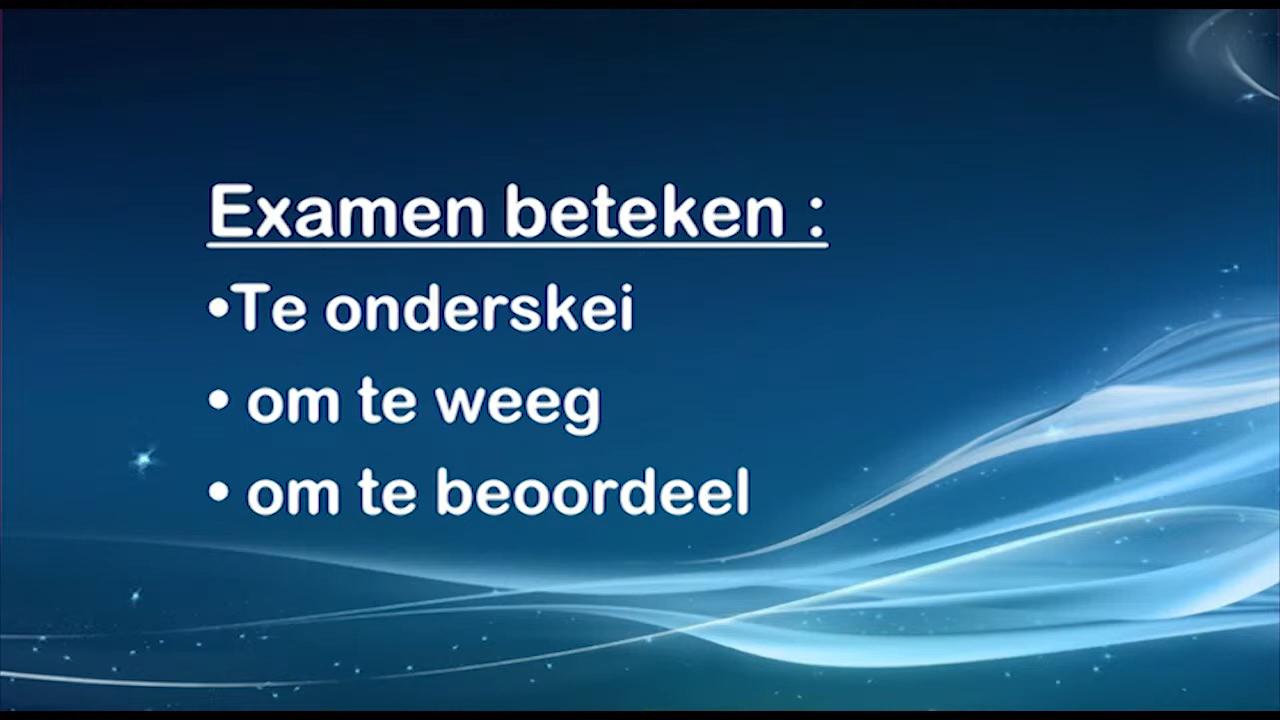 Examen beteken :
•Te onderskei
• om te weeg
• om te beoordeel